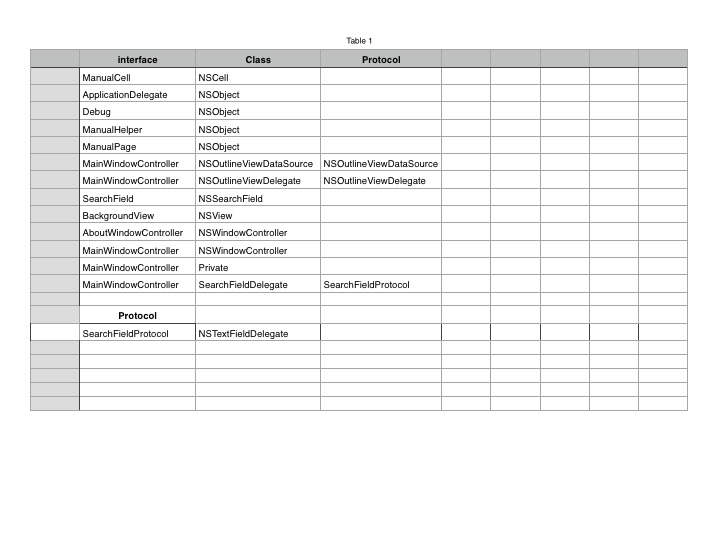 Table 1
interface Class Protocol
ManualCell NSCell
ApplicationDelegate NSObject
Debug NSObject
ManualHelper NSObject
ManualPage NSObject
MainWindowController NSOutlineViewDataSource NSOutlineViewDataSource
MainWindowController NSOutlineViewDelegate NSOutlineViewDelegate
SearchField NSSearchField
BackgroundView NSView
AboutWindowController NSWindowController
MainWindowController NSWindowController
MainWindowController Private
MainWindowController SearchFieldDelegate SearchFieldProtocol
Protocol
SearchFieldProtocol NSTextFieldDelegate